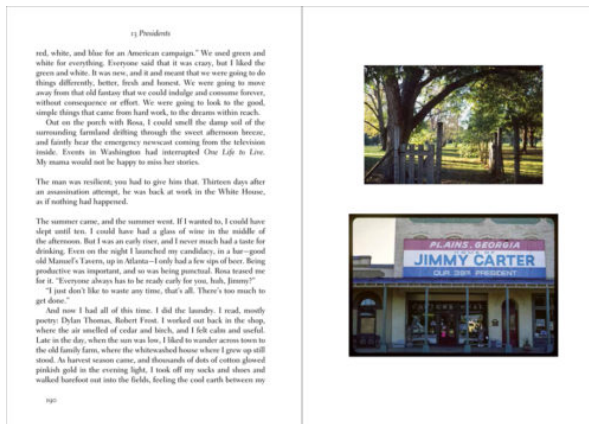 13 Presidents
red, white, and blue for an American campaign." We used green and
white for everything. Everyone said that it was crazy, but I liked the
green and white. It was new, and it and meant that we were going to do
things differently, better, fresh and honest. We were going to move
away from that old fantasy that we could indulge and consume forever,
without consequence or effort. We were going to look to the good,
simple things that came from hard work, to the dreams within reach.
Out on the porch with Rosa, I could smell the damp soil of the
surrounding farmland drifting through the sweet afternoon breeze,
and faintly hear the emergency newscast coming from the television
inside. Events in Washington had interrupted One Life to Live.
My mama would not be happy to miss her stories.
The man was resilient; you had to give him that. Thirteen days after
an assassination attempt, he was back at work in the White House,
as if nothing had happened.
The summer came, and the summer went. If I wanted to, I could have
slept until ten. I could have had a glass of wine in the middle of
the afternoon. But I was an early riser, and I never much had a taste for
drinking. Even on the night I launched my candidacy, in a bar—good
old Manuel's Tavern, up in Atlanta—I only had a few sips of beer. Being
productive was important, and so was being punctual. Rosa teased me
for it. "Everyone always has to be ready early for you, huh, Jimmy?"
"I just don't like to waste any time, that's all. There's too much to
get done."
And now I had all of this time. I did the laundry. I read, mostly
poetry: Dylan Thomas, Robert Frost. I worked out back in the shop,
where the air smelled of cedar and birch, and I felt calm and useful.
Late in the day, when the sun was low, I liked to wander across town to
the old family farm, where the whitewashed house where I grew up still
stood. As harvest season came, and thousands of dots of cotton glowed
pinkish gold in the evening light, I took off my socks and shoes and
walked barefoot out into the fields, feeling the cool earth between my
PLAINS, GEORGIA
JIMMY CARTER
OUR 39TH PRESIDENT